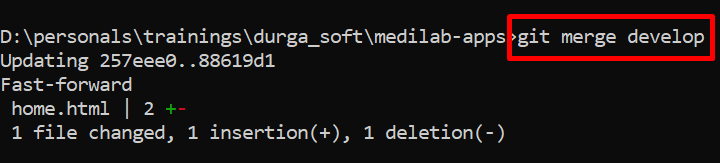 D:\personals\trainings\durga_soft\medilab-apps>git merge develop
Updating 257eee0..88619d1
Fast-forward
 home.html | 2 +-
 1 file changed, 1 insertion(+), 1 deletion(-)